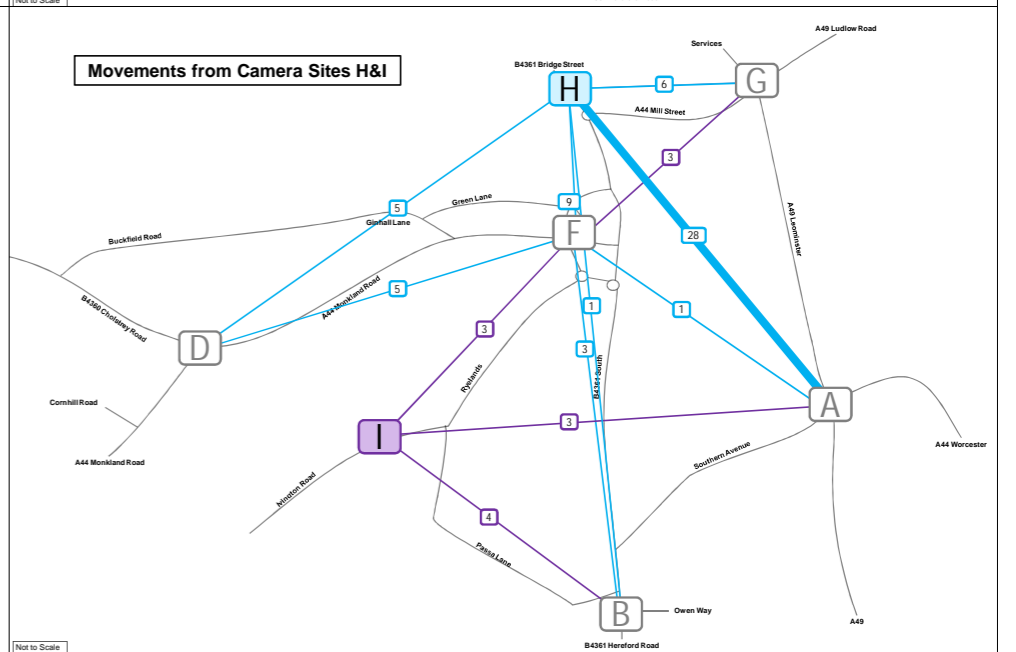 Not to Scale
A49 Ludlow Road
Services
Movements from Camera Sites H&I
B4361 Bridge Street
H
6
G
A44 Mill Street
3
5
Green Lane
9
Ginhall Lane
A49 Leominster
Buckfield Road
F
28
5
A44 Monkland Road
B4360 Cholstrey Road
1
1
3
3
D
B4361 South
Ryelands
Cornhill Road
A
3
I
A44 Worcester
A44 Monkland Road
Southern Avenue
Ivington Road
4
Passa Lane
B
Owen Way
A49
B4361 Hereford Road
Not to Scale